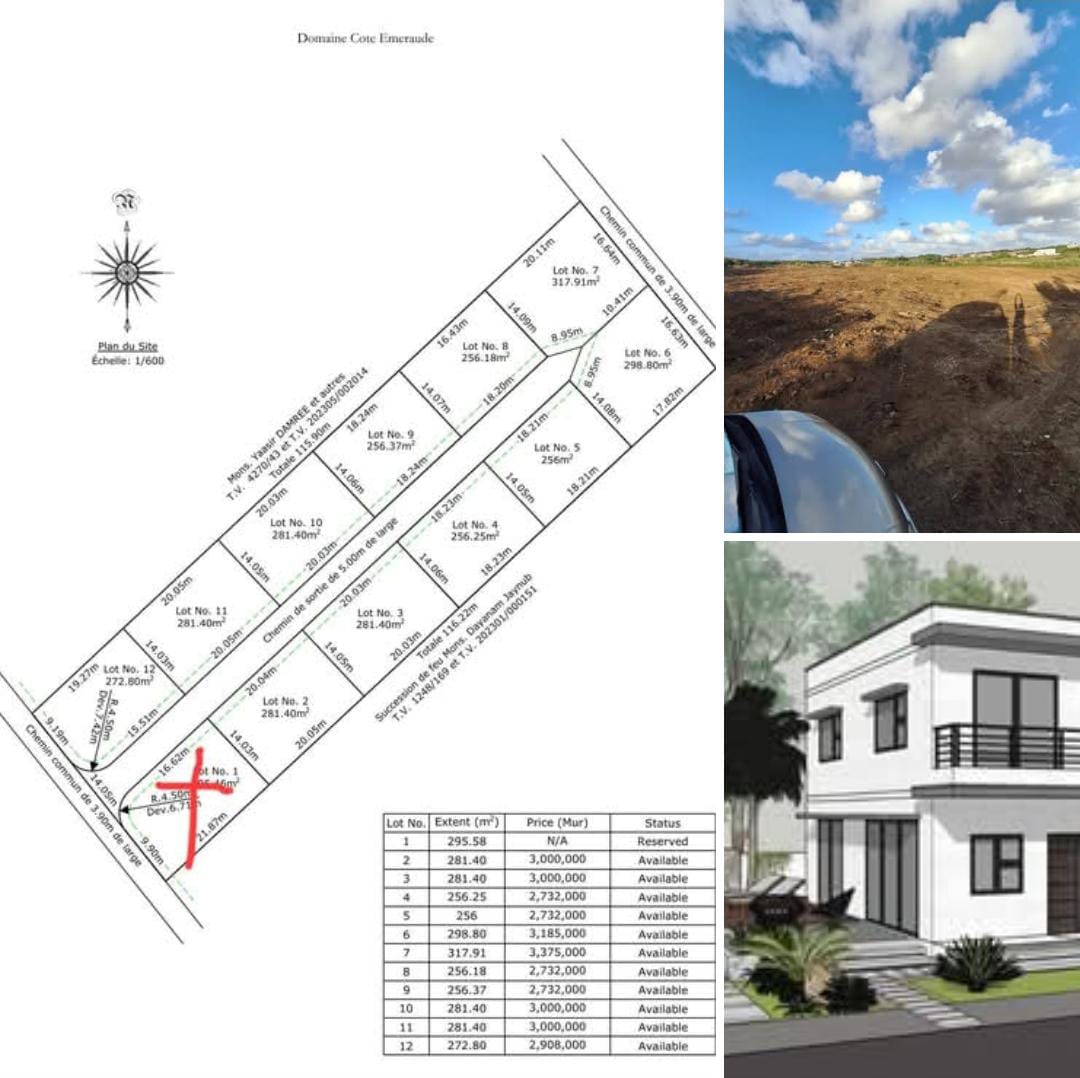 Domaine Cote Emeraude
N
Plan du Site
Échelle: 1/600
Chemin commun de 3.90m de large
20.11m
16.64m
Lot No. 7
317.91m²
10.41m
14.09m
8.95m
16.63m
16.43m
Lot No. 8
256.18m²
Lot No. 6
298.80m²
8.95m
18.20m
14.07m
14.08m
17.82m
Mons. Yaasir DAMREE et autres
T.V. 4270/43 et T.V. 202305/002014
Totale 115.90m
18.24m
Lot No. 9
256.37m²
18.21m
Lot No. 5
256m²
14.06m
18.24m
14.05m
18.21m
20.03m
Lot No. 10
281.40m²
18.23m
Lot No. 4
256.25m²
14.05m
20.03m
14.06m
18.23m
Chemin de sortie de 5.00m de large
20.05m
Lot No. 11
281.40m²
20.03m
Lot No. 3
281.40m²
14.03m
20.05m
14.05m
20.03m
Totale 116.22m
Succession de feu Mons. Dayanam Jaynub
T.V. 1248/169 et T.V. 202301/000151
19.27m
Lot No. 12
272.80m²
R.4.50m
Dev.7.42m
9.19m
15.51m
20.04m
Lot No. 2
281.40m²
14.03m
20.05m
Chemin commun de 3.90m de large
14.05m
16.62m
ot No. 1
R.4.50m
Dev.6.71m
21.87m
9.90m
Lot No. Extent (m²) Price (Mur) Status
1 295.58 N/A Reserved
2 281.40 3,000,000 Available
3 281.40 3,000,000 Available
4 256.25 2,732,000 Available
5 256 2,732,000 Available
6 298.80 3,185,000 Available
7 317.91 3,375,000 Available
8 256.18 2,732,000 Available
9 256.37 2,732,000 Available
10 281.40 3,000,000 Available
11 281.40 3,000,000 Available
12 272.80 2,908,000 Available